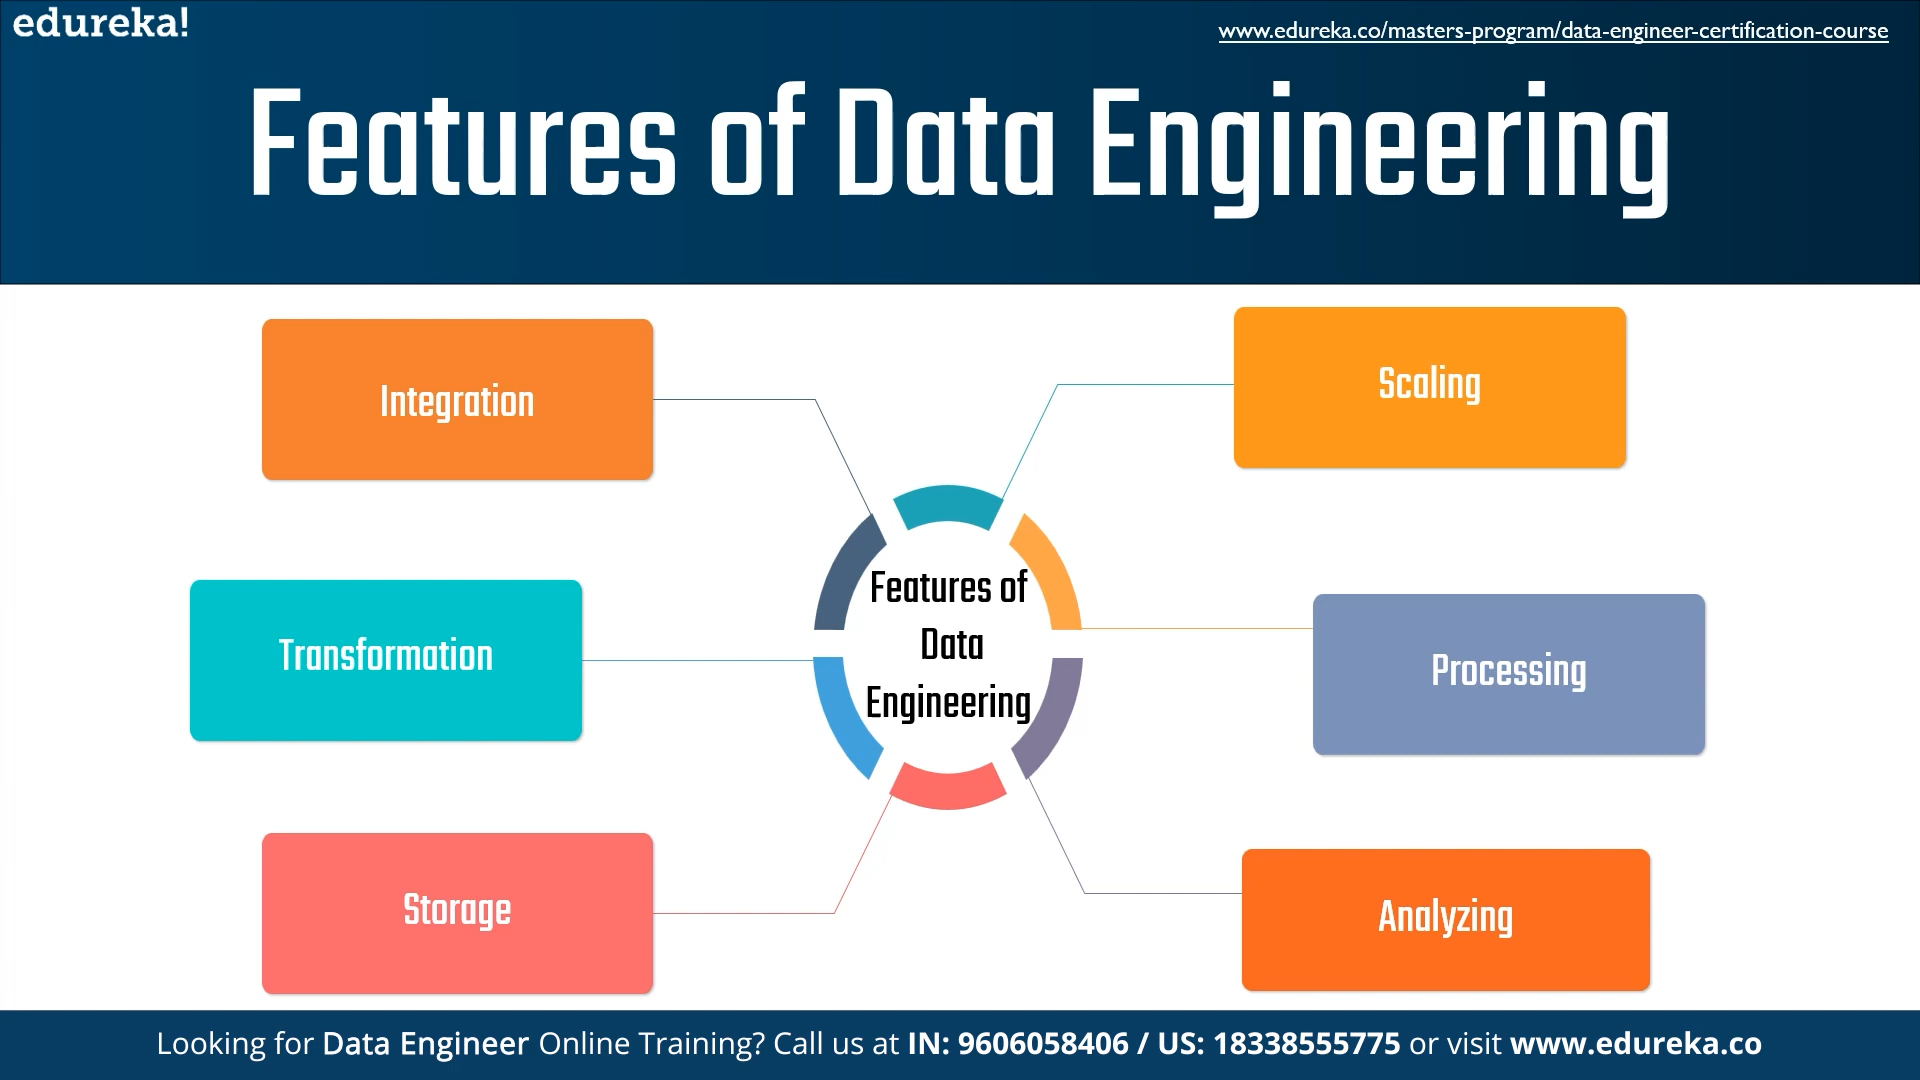 edureka!
www.edureka.co/masters-program/data-engineer-certification-course
Features of Data Engineering
Integration
Scaling
Features of
Data
Engineering
Transformation
Processing
Storage
Analyzing
Looking for Data Engineer Online Training? Call us at IN: 9606058406 / US: 18338555775 or visit www.edureka.co